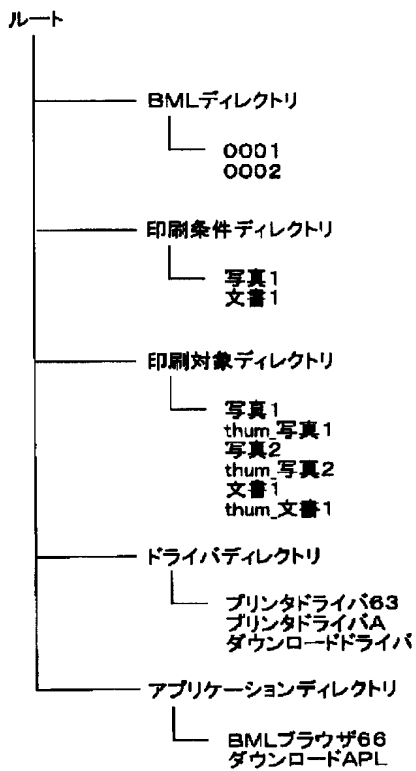 ルート
BMLディレクトリ
0001
0002
印刷条件ディレクトリ
写真1
文書1
印刷対象ディレクトリ
写真1
thum_写真1
写真2
thum_写真2
文書1
thum_文書1
ドライバディレクトリ
プリンタドライバ63
プリンタドライバA
ダウンロードドライバ
アプリケーションディレクトリ
BMLブラウザ66
ダウンロードAPL